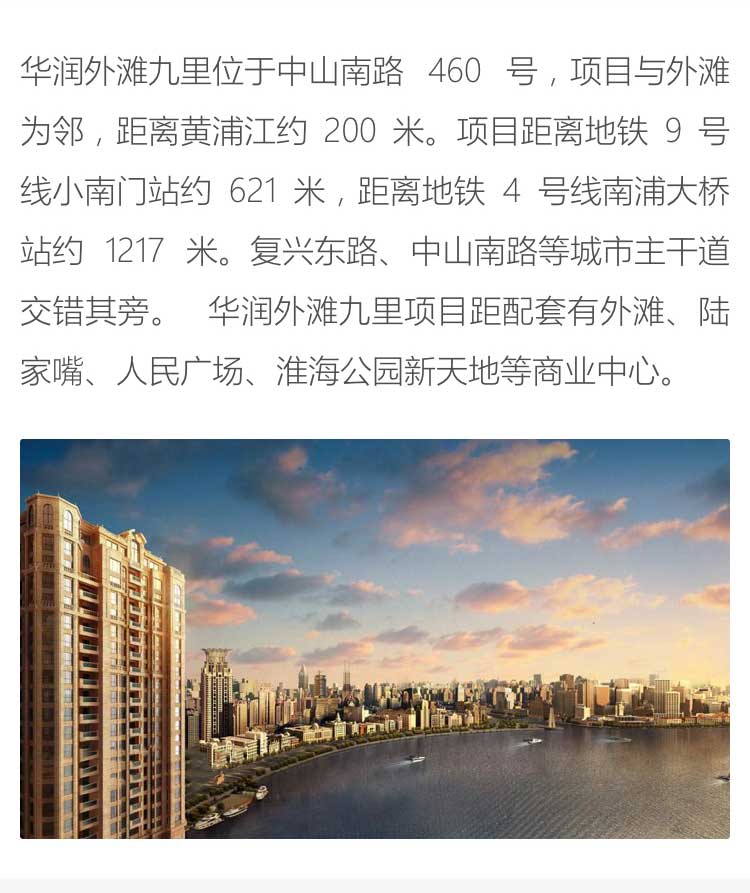 华润外滩九里位于中山南路 460 号，项目与外滩
为邻，距离黄浦江约 200 米。项目距离地铁 9 号
线小南门站约 621 米，距离地铁 4 号线南浦大桥
站约 1217 米。复兴东路、中山南路等城市主干道
交错其旁。 华润外滩九里项目距配套有外滩、陆
家嘴、人民广场、淮海公园新天地等商业中心。